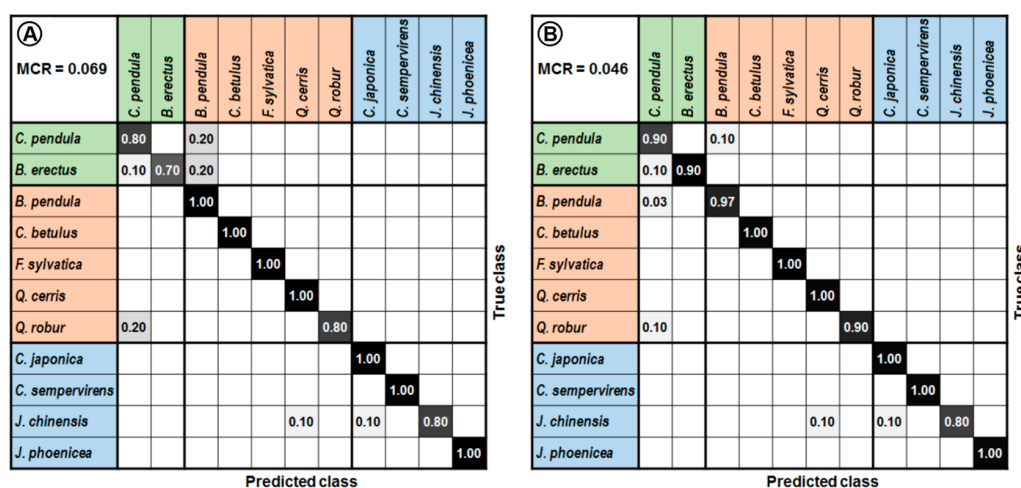 A
MCR = 0.069
C. pendula
B. erectus
B. pendula
C. betulus
F. sylvatica
Q. cerris
Q. robur
C. japonica
C. sempervirens
J. chinensis
J. phoenicea
C. pendula 0.80 0.20
B. erectus 0.10 0.70 0.20
B. pendula 1.00
C. betulus 1.00
F. sylvatica 1.00
Q. cerris 1.00
Q. robur 0.20 0.80
C. japonica 1.00
C. sempervirens 1.00
J. chinensis 0.10 0.10 0.80
J. phoenicea 1.00
True class
Predicted class
B
MCR = 0.046
C. pendula
B. erectus
B. pendula
C. betulus
F. sylvatica
Q. cerris
Q. robur
C. japonica
C. sempervirens
J. chinensis
J. phoenicea
C. pendula 0.90 0.10
B. erectus 0.10 0.90
B. pendula 0.03 0.97
C. betulus 1.00
F. sylvatica 1.00
Q. cerris 1.00
Q. robur 0.10 0.90
C. japonica 1.00
C. sempervirens 1.00
J. chinensis 0.10 0.10 0.80
J. phoenicea 1.00
True class
Predicted class